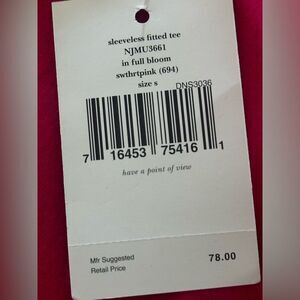 sleeveless fitted tee
NJMU3661
in full bloom
swthrtpink (694)
size s
DNS3036
7 16453 75416 1
have a point of view
Mfr Suggested
Retail Price
78.00